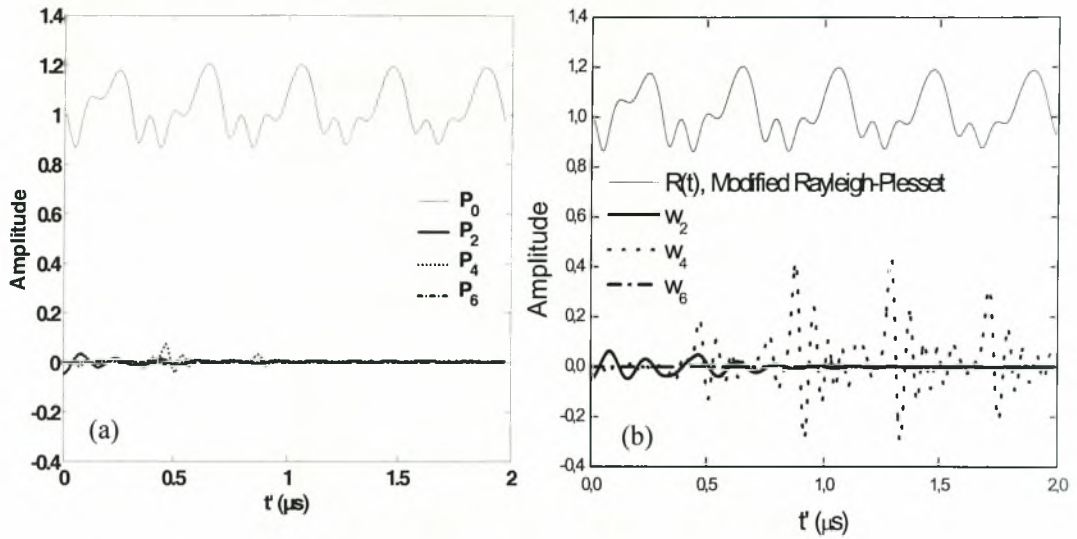 1.4
1.2
1
0.8
0.6
0.4
0.2
0
-0.2
-0.4
Amplitude
P0
P2
P4
P6
(a)
0 0.5 1 1.5 2
t' (μs)
1,4
1,2
1,0
0,8
0,6
0,4
0,2
0,0
-0,2
-0,4
Amplitude
R(t), Modified Rayleigh-Plesset
w2
w4
w6
(b)
0,0 0,5 1,0 1,5 2,0
t' (μs)